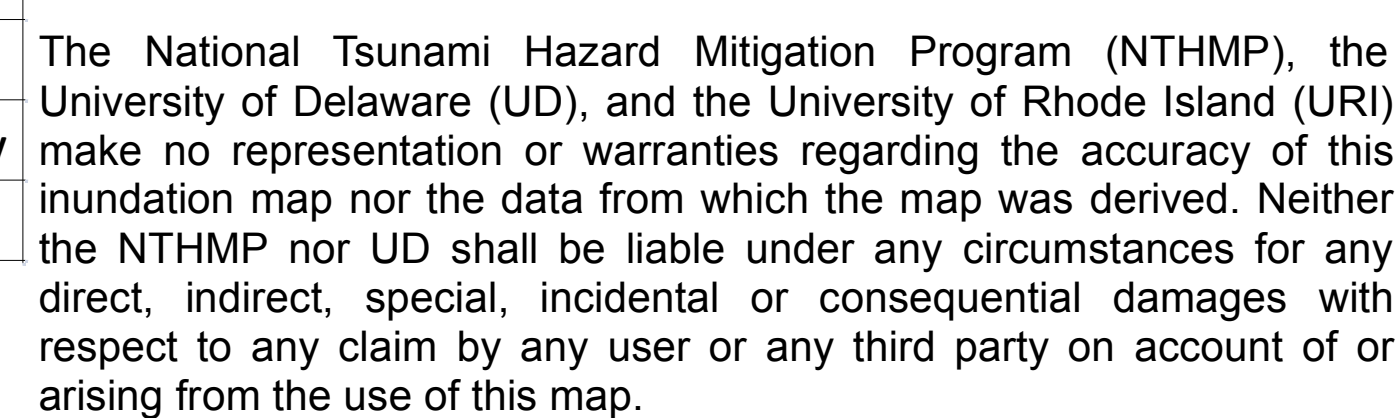 The National Tsunami Hazard Mitigation Program (NTHMP), the
University of Delaware (UD), and the University of Rhode Island (URI)
make no representation or warranties regarding the accuracy of this
inundation map nor the data from which the map was derived. Neither
the NTHMP nor UD shall be liable under any circumstances for any
direct, indirect, special, incidental or consequential damages with
respect to any claim by any user or any third party on account of or
arising from the use of this map.